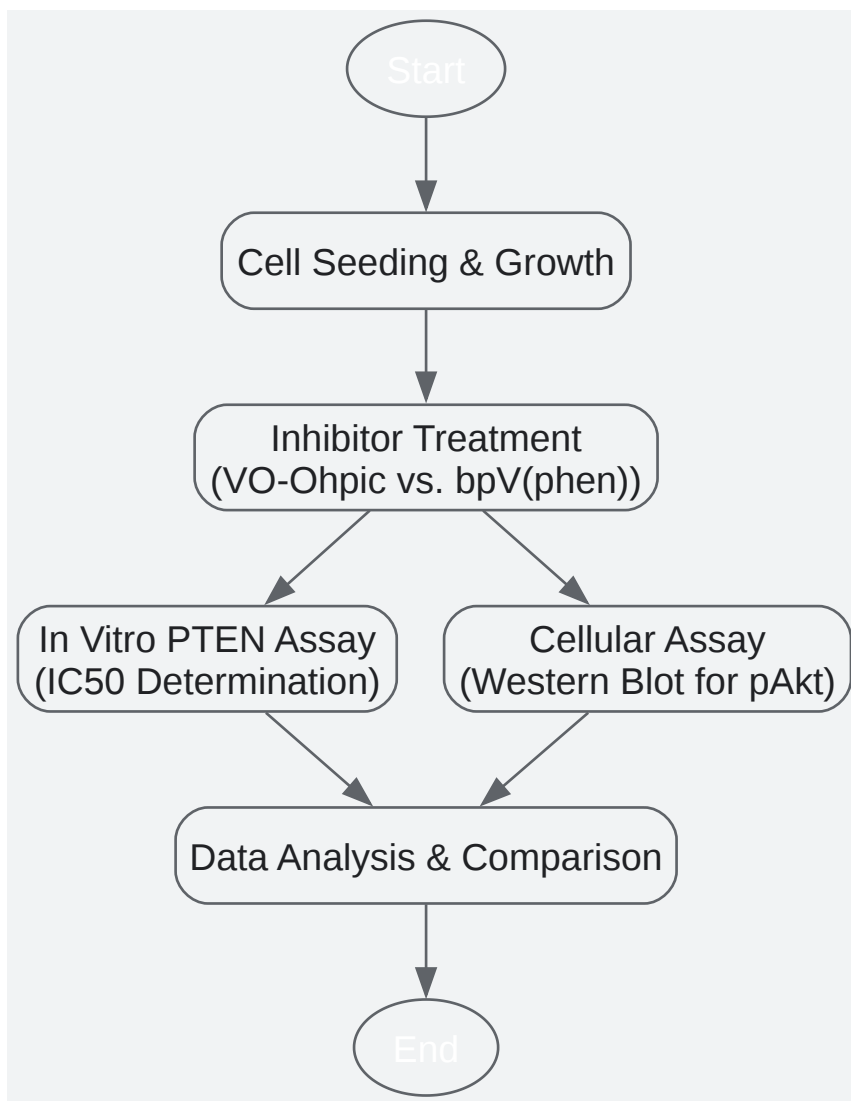 Start
Cell Seeding & Growth
Inhibitor Treatment
(VO-Ohpic vs. bpV(phen))
In Vitro PTEN Assay
(IC50 Determination)
Cellular Assay
(Western Blot for pAkt)
Data Analysis & Comparison
End